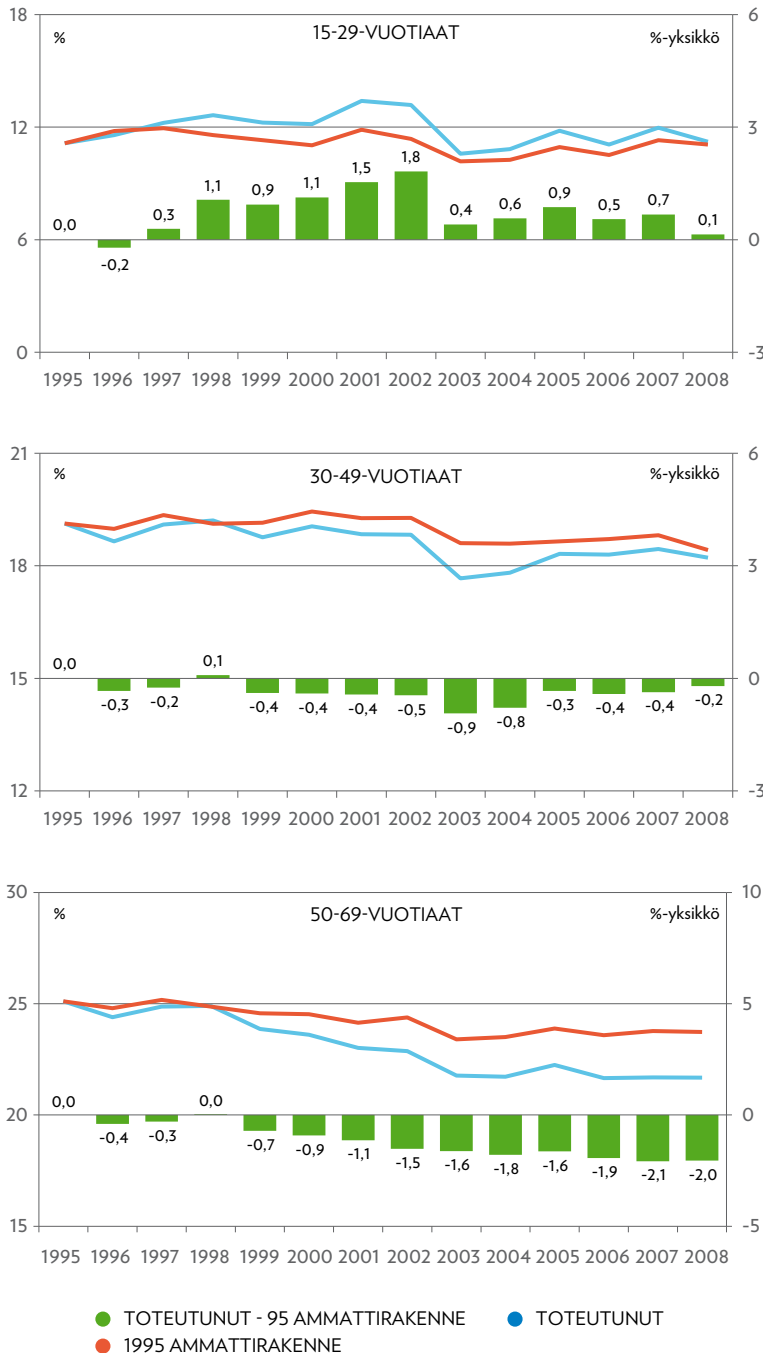 18 % 15-29-VUOTIAAT %-yksikkö 6
12 3
1,5 1,8
1,1 0,9 1,1 0,9
0,3 0,4 0,6 0,5 0,7
0,0 0,1
6 0
-0,2
0 -3
1995 1996 1997 1998 1999 2000 2001 2002 2003 2004 2005 2006 2007 2008
21 % 30-49-VUOTIAAT %-yksikkö 6
18 3
0,0 0,1
15 0
-0,3 -0,2 -0,4 -0,4 -0,4 -0,5 -0,9 -0,8 -0,3 -0,4 -0,4 -0,2
12 -3
1995 1996 1997 1998 1999 2000 2001 2002 2003 2004 2005 2006 2007 2008
30 % 50-69-VUOTIAAT %-yksikkö 10
25 5
0,0 0,0
20 0
-0,4 -0,3 -0,7 -0,9 -1,1 -1,5 -1,6 -1,8 -1,6 -1,9 -2,1 -2,0
15 -5
1995 1996 1997 1998 1999 2000 2001 2002 2003 2004 2005 2006 2007 2008
TOTEUTUNUT - 95 AMMATTIRAKENNE TOTEUTUNUT
1995 AMMATTIRAKENNE